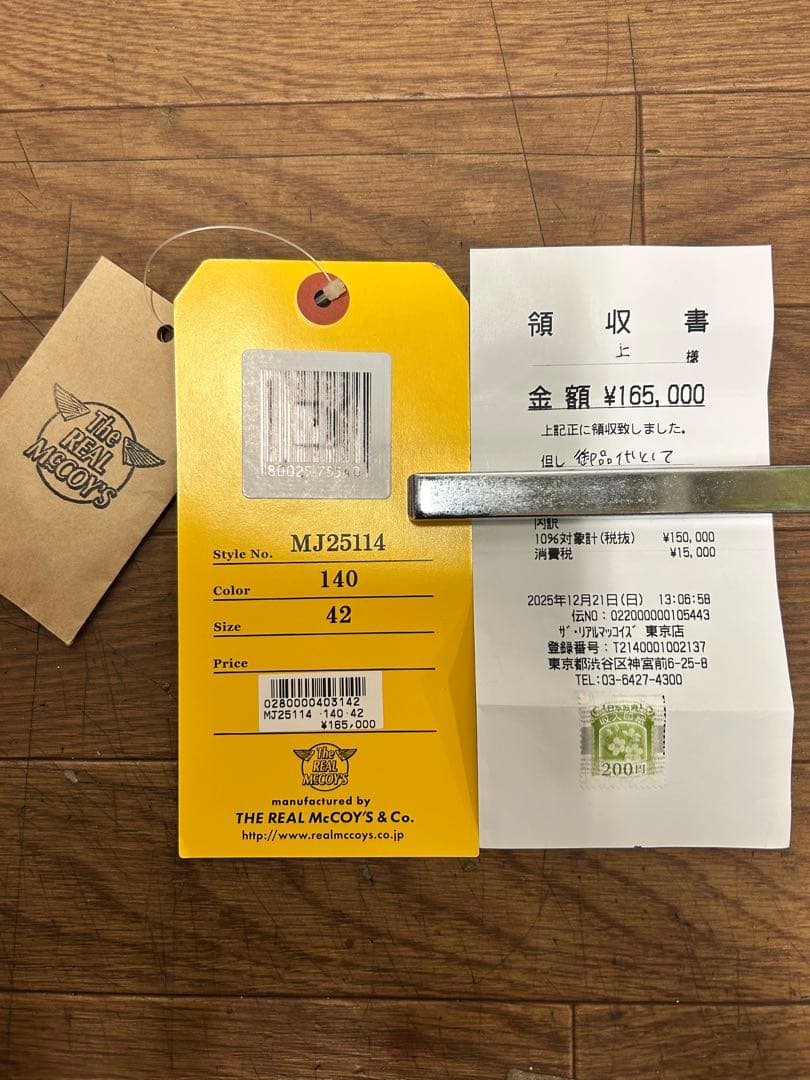 The
REAL
McCOY'S
Style No. MJ25114
Color 140
Size 42
Price
0280000403142
MJ25114 ·140·42
¥165,000
The
REAL
McCOY'S
manufactured by
THE REAL McCOY'S & Co.
http://www.realmccoys.co.jp
領収書
上 様
金額 ¥165,000
上記正に領収致しました。
但し 御品代として
内訳
10%対象計(税抜) ¥150,000
消費税 ¥15,000
2025年12月21日(日) 13:06:58
伝NO:022000000105443
ザ・リアルマッコイズ 東京店
登録番号:T2140001002137
東京都渋谷区神宮前6-25-8
TEL:03-6427-4300
収入印紙
200円